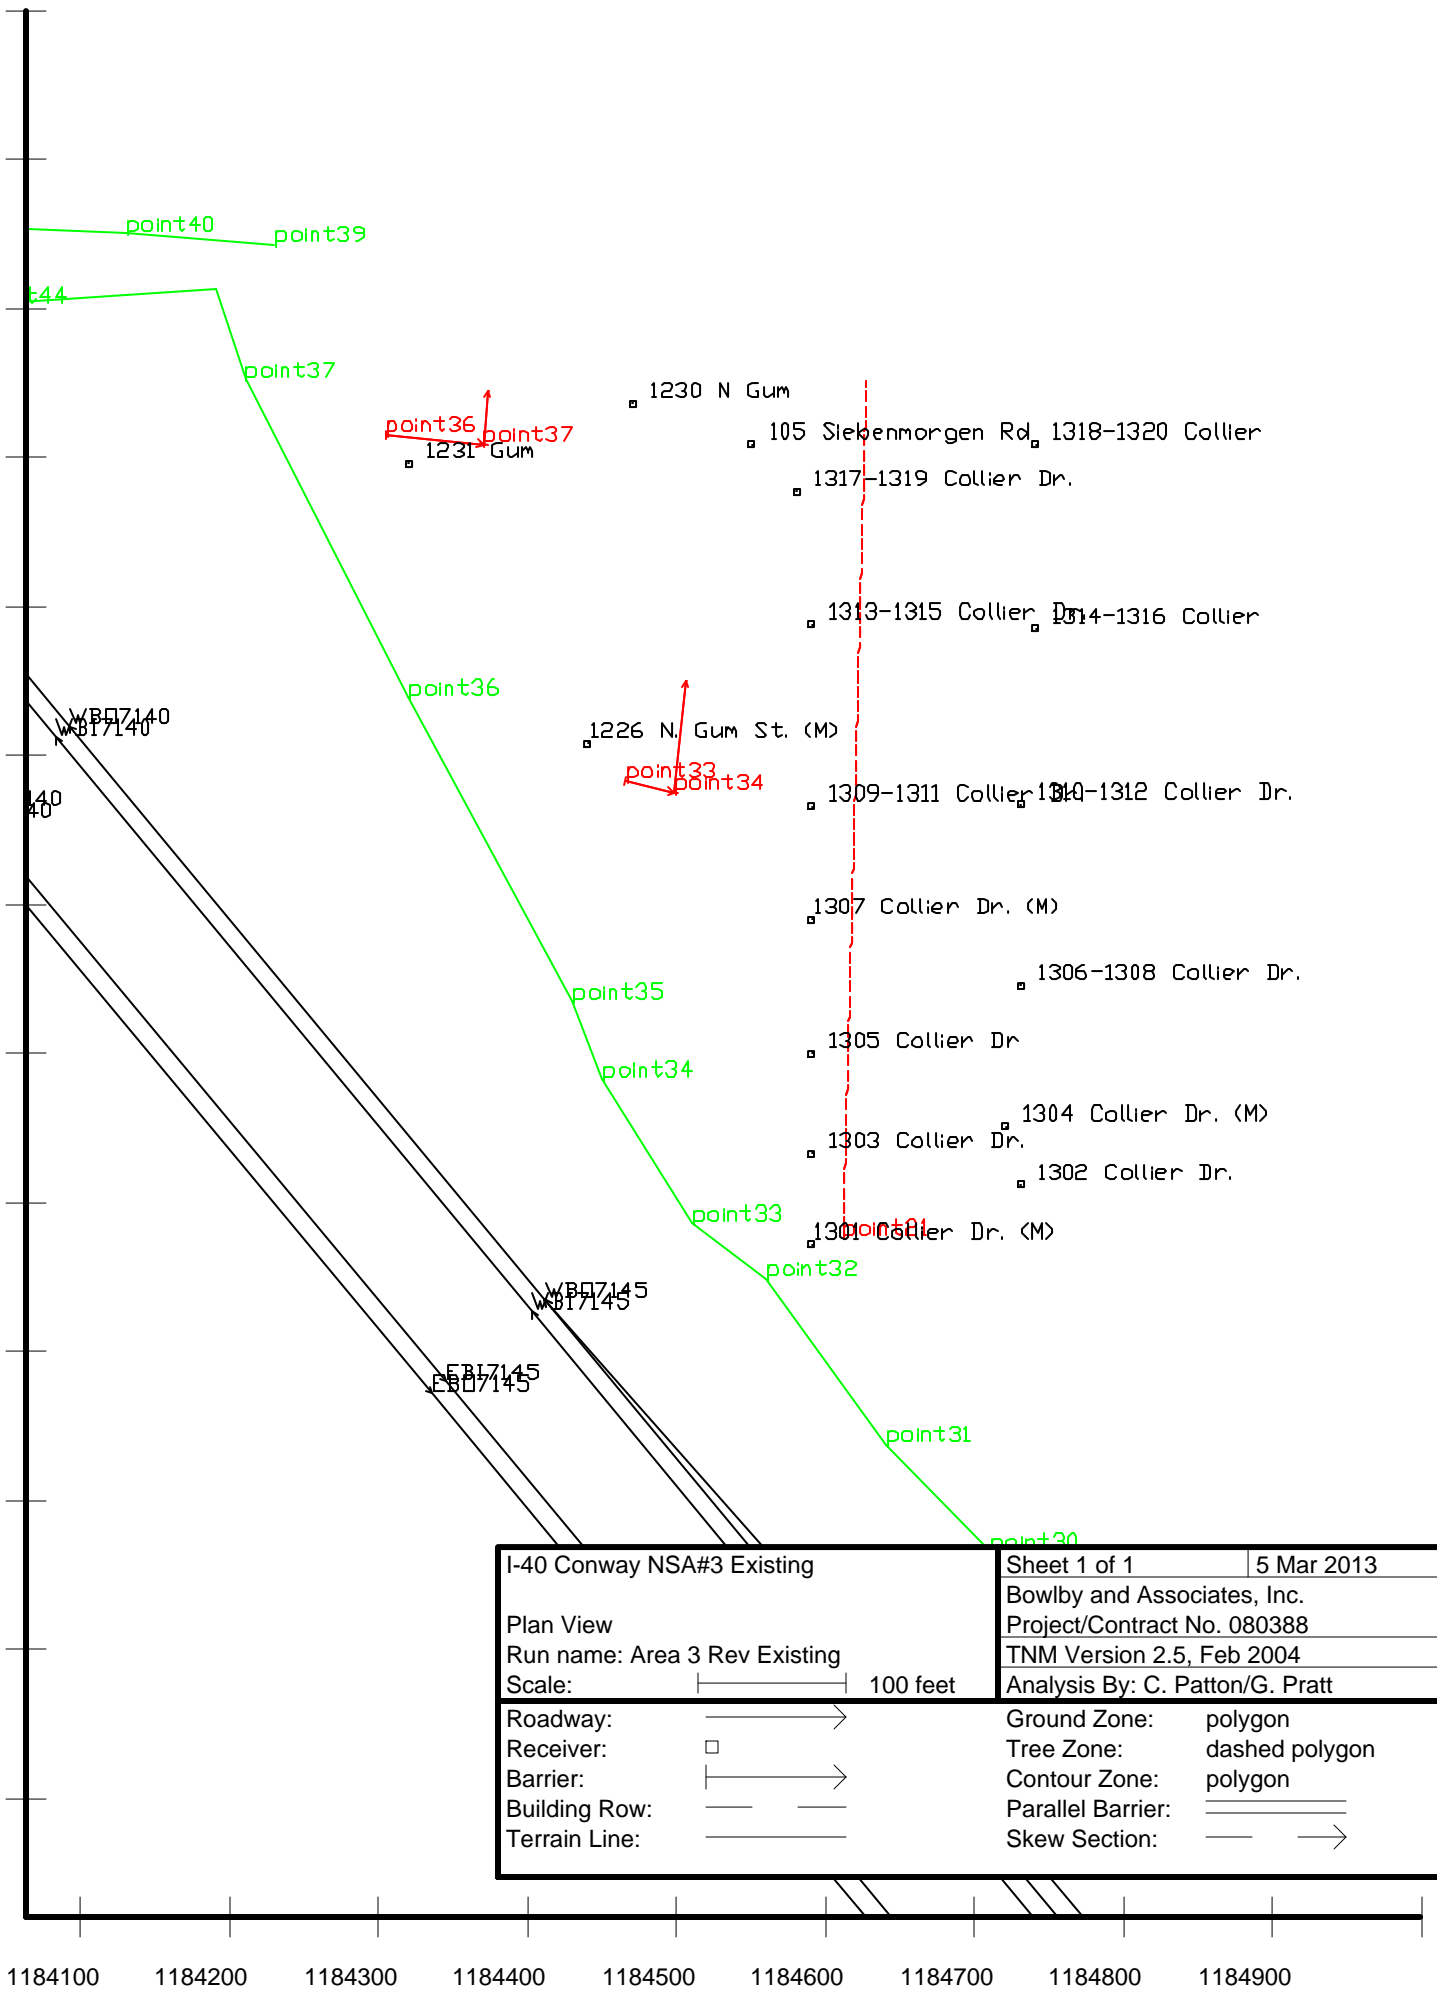 point40
point39
t44
point37
1230 N Gum
point36
point37
105 Siebenmorgen Rd
1318-1320 Collier
1231 Gum
1317-1319 Collier Dr.
1313-1315 Collier Dr.
1314-1316 Collier
point36
WBO7140
WBI7140
1226 N. Gum St. (M)
point33
point34
140
40
1309-1311 Collier Dr.
1310-1312 Collier Dr.
1307 Collier Dr. (M)
1306-1308 Collier Dr.
point35
1305 Collier Dr
point34
1304 Collier Dr. (M)
1303 Collier Dr.
1302 Collier Dr.
point33
1301 Collier Dr. (M)
point21
point32
WBO7145
WBI7145
EBI7145
EBO7145
point31
point30
I-40 Conway NSA#3 Existing
Sheet 1 of 1
5 Mar 2013
Bowlby and Associates, Inc.
Plan View
Project/Contract No. 080388
Run name: Area 3 Rev Existing
TNM Version 2.5, Feb 2004
Scale:
100 feet
Analysis By: C. Patton/G. Pratt
Roadway:
Ground Zone:
polygon
Receiver:
Tree Zone:
dashed polygon
Barrier:
Contour Zone:
polygon
Building Row:
Parallel Barrier:
Terrain Line:
Skew Section:
1184100
1184200
1184300
1184400
1184500
1184600
1184700
1184800
1184900